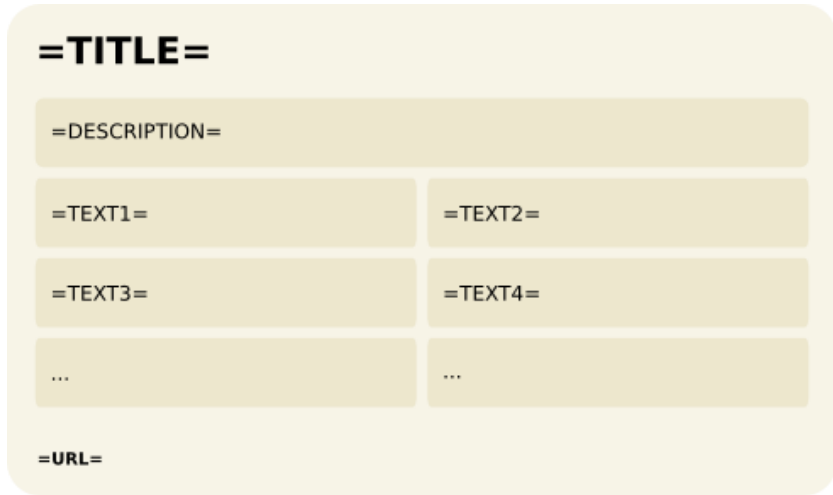 =TITLE=
=DESCRIPTION=
=TEXT1=
=TEXT2=
=TEXT3=
=TEXT4=
...
...
=URL=